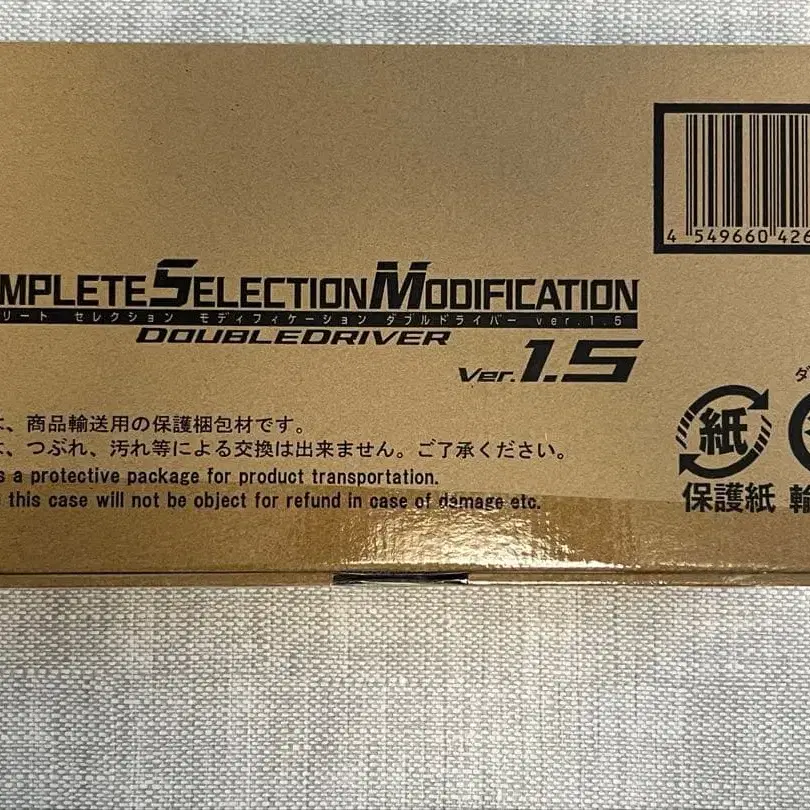 MPLETE SELECTION MODIFICATION
リート セレクション モディフィケーション ダブルドライバー ver.1.5
DOUBLEDRIVER
Ver.1.5
4 549660 426
は、商品輸送用の保護梱包材です。
は、つぶれ、汚れ等による交換は出来ません。ご了承ください。
s a protective package for product transportation.
this case will not be object for refund in case of damage etc.
ダ
紙
保護紙 輪